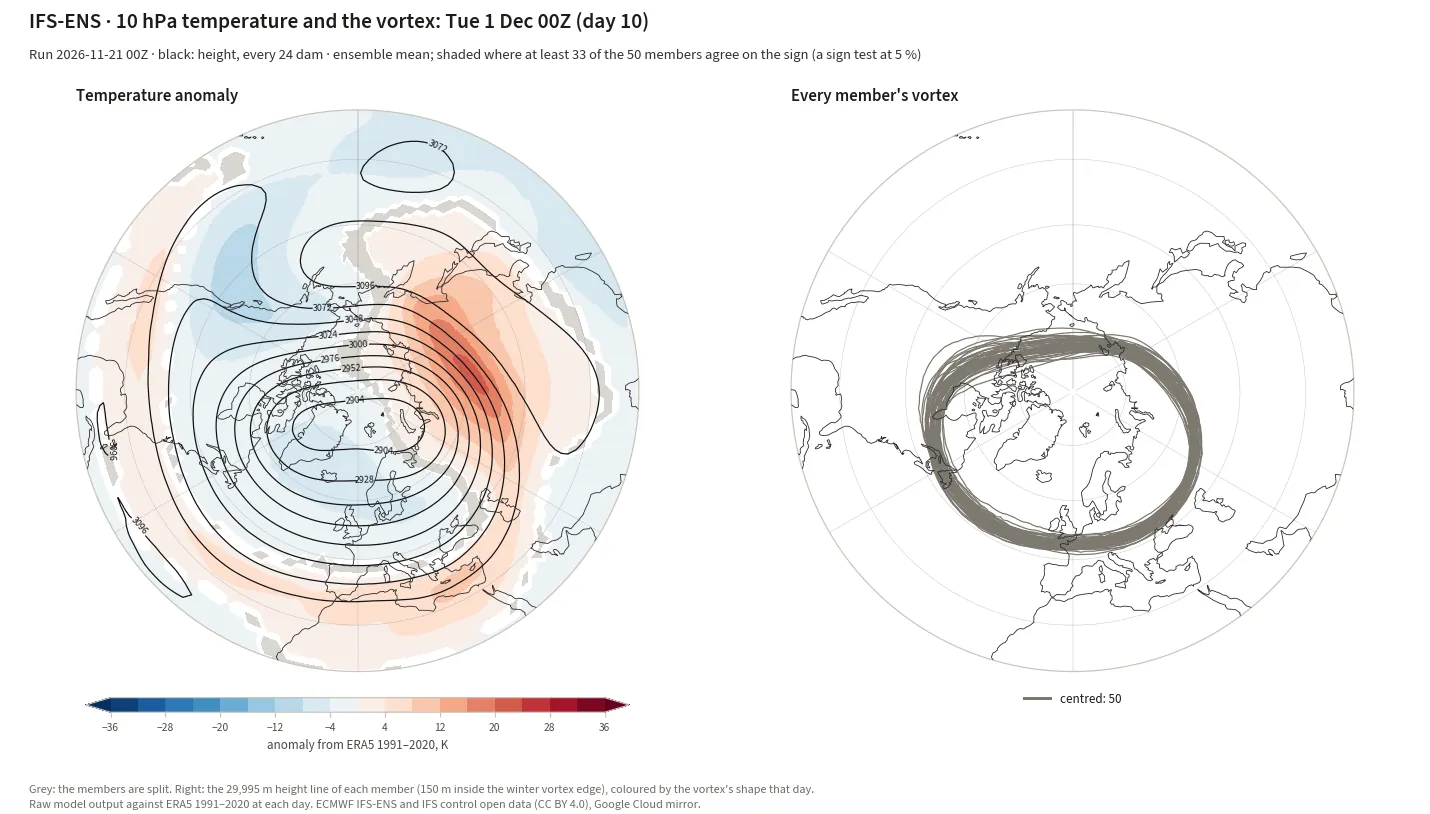 IFS-ENS · 10 hPa temperature and the vortex: Tue 1 Dec 00Z (day 10)
Run 2026-11-21 00Z · black: height, every 24 dam · ensemble mean; shaded where at least 33 of the 50 members agree on the sign (a sign test at 5 %)
Temperature anomaly
Every member's vortex
3072
3096
3072
3048
3024
3000
2976
2952
2904
2904
2928
3096
3096
−36
−28
−20
−12
−4
4
12
20
28
36
anomaly from ERA5 1991–2020, K
centred: 50
Grey: the members are split. Right: the 29,995 m height line of each member (150 m inside the winter vortex edge), coloured by the vortex's shape that day.
Raw model output against ERA5 1991–2020 at each day. ECMWF IFS-ENS and IFS control open data (CC BY 4.0), Google Cloud mirror.